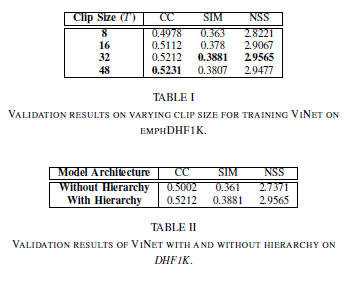 Clip Size (T) CC SIM NSS
8 0.4978 0.363 2.8221
16 0.5112 0.378 2.9067
32 0.5212 0.3881 2.9565
48 0.5231 0.3807 2.9477
TABLE I
VALIDATION RESULTS ON VARYING CLIP SIZE FOR TRAINING VINET ON
EMPHDHF1K.
Model Architecture CC SIM NSS
Without Hierarchy 0.5002 0.361 2.7371
With Hierarchy 0.5212 0.3881 2.9565
TABLE II
VALIDATION RESULTS OF VINET WITH AND WITHOUT HIERARCHY ON
DHF1K.